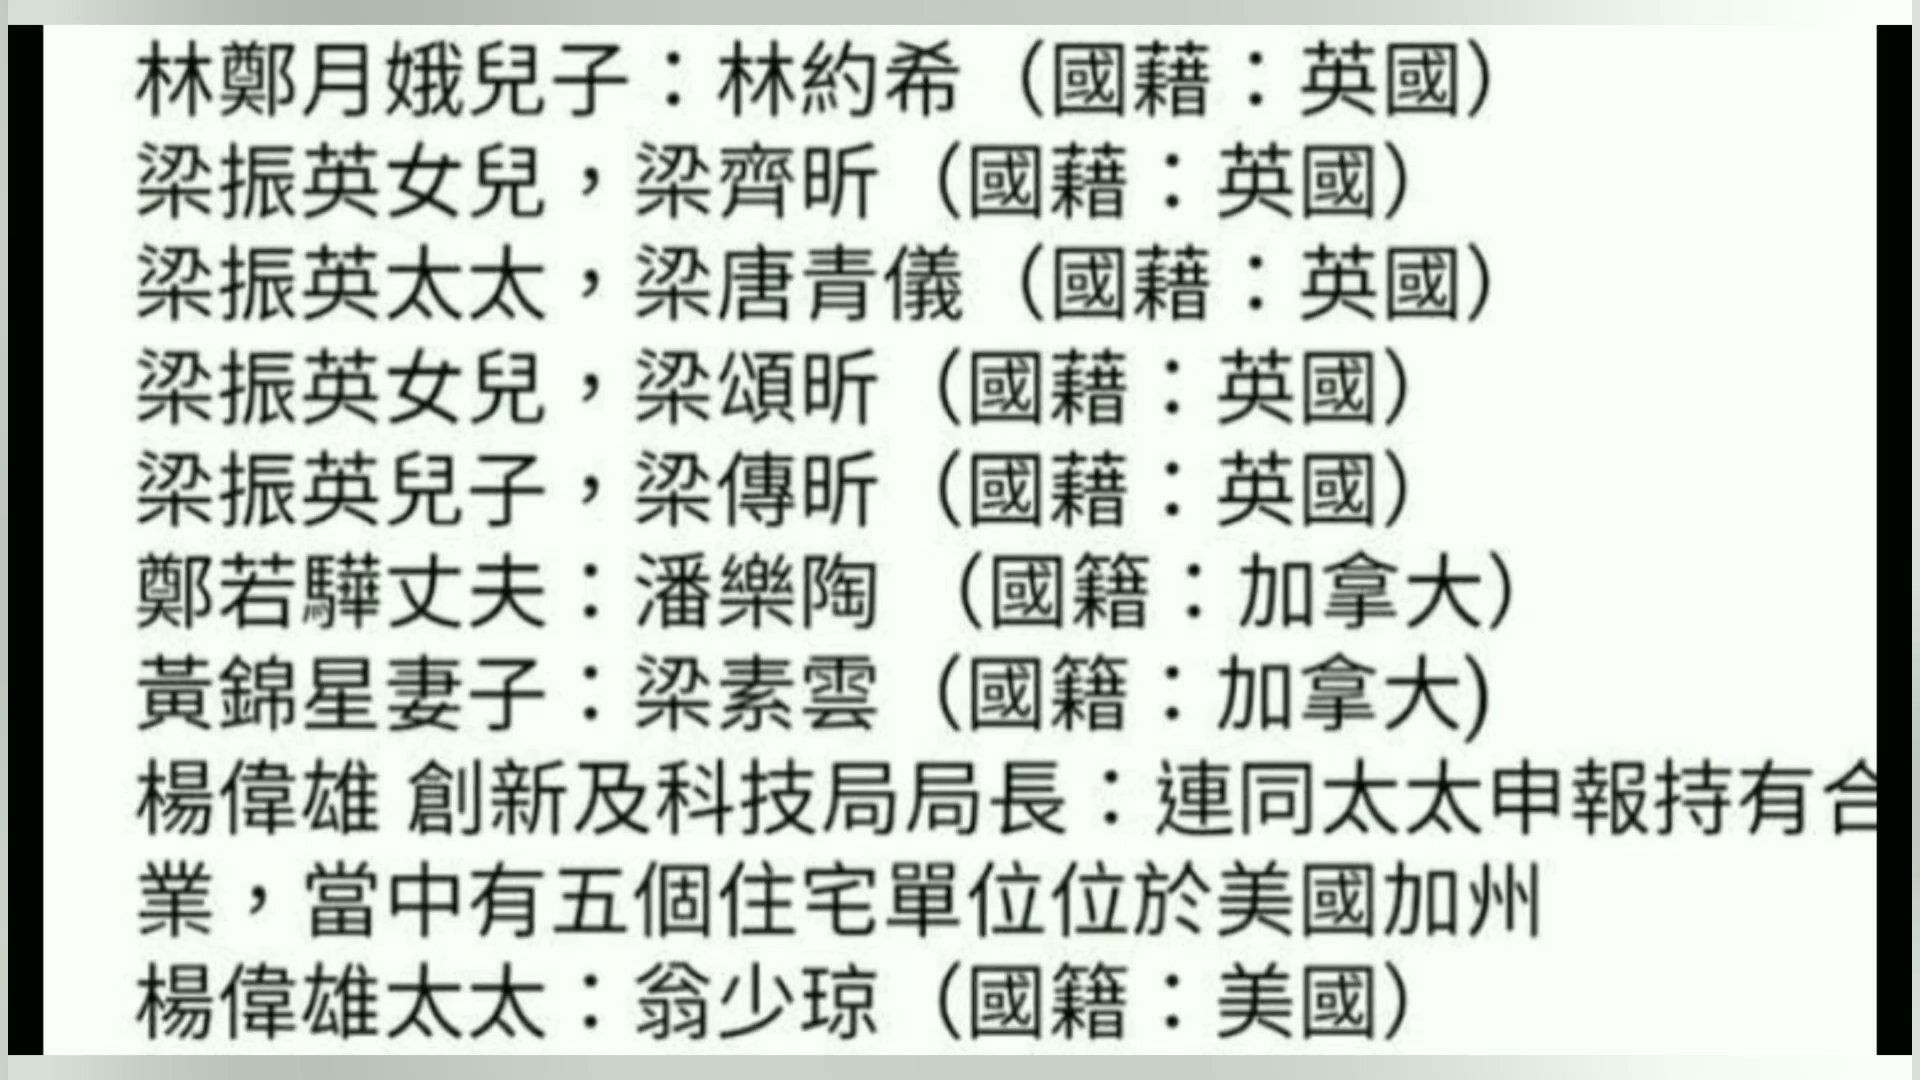 林鄭月娥兒子：林約希（國藉：英國）
梁振英女兒，梁齊昕（國藉：英國）
梁振英太太，梁唐青儀（國藉：英國）
梁振英女兒，梁頌昕（國藉：英國）
梁振英兒子，梁傳昕（國藉：英國）
鄭若驊丈夫：潘樂陶 （國籍：加拿大）
黃錦星妻子：梁素雲（國籍：加拿大)
楊偉雄 創新及科技局局長：連同太太申報持有合
業，當中有五個住宅單位位於美國加州
楊偉雄太太：翁少琼（國籍：美國）